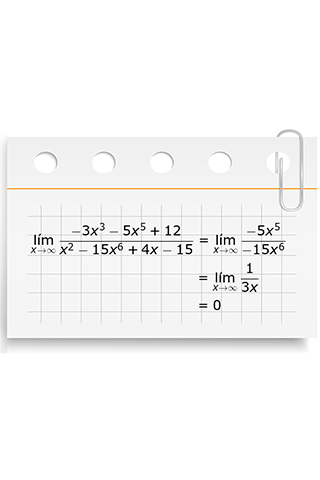 lím x→∞ (−3x³ − 5x⁵ + 12)/(x² − 15x⁶ + 4x − 15) = lím x→∞ (−5x⁵)/(−15x⁶)
= lím x→∞ 1/(3x)
= 0